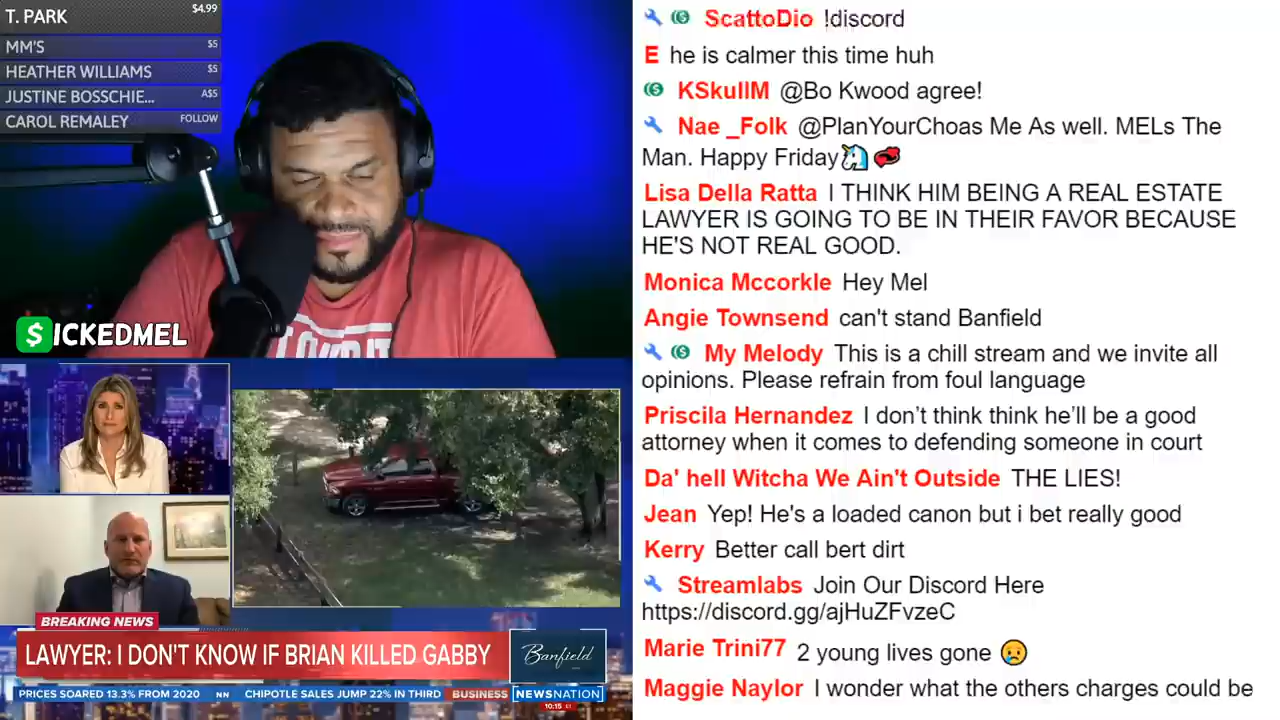 T. PARK $4.99
MM'S $5
HEATHER WILLIAMS $5
JUSTINE BOSSCHIE... A$5
CAROL REMALEY FOLLOW
$ICKEDMEL
BREAKING NEWS
LAWYER: I DON'T KNOW IF BRIAN KILLED GABBY
Banfield
PRICES SOARED 13.3% FROM 2020 NN CHIPOTLE SALES JUMP 22% IN THIRD BUSINESS NEWSNATION
10:15 ET
ScattoDio !discord
E he is calmer this time huh
KSkullM @Bo Kwood agree!
Nae _Folk @PlanYourChoas Me As well. MELs The
Man. Happy Friday🦄💋
Lisa Della Ratta I THINK HIM BEING A REAL ESTATE
LAWYER IS GOING TO BE IN THEIR FAVOR BECAUSE
HE'S NOT REAL GOOD.
Monica Mccorkle Hey Mel
Angie Townsend can't stand Banfield
My Melody This is a chill stream and we invite all
opinions. Please refrain from foul language
Priscila Hernandez I don’t think think he’ll be a good
attorney when it comes to defending someone in court
Da' hell Witcha We Ain't Outside THE LIES!
Jean Yep! He's a loaded canon but i bet really good
Kerry Better call bert dirt
Streamlabs Join Our Discord Here
https://discord.gg/ajHuZFvzeC
Marie Trini77 2 young lives gone 😥
Maggie Naylor I wonder what the others charges could be